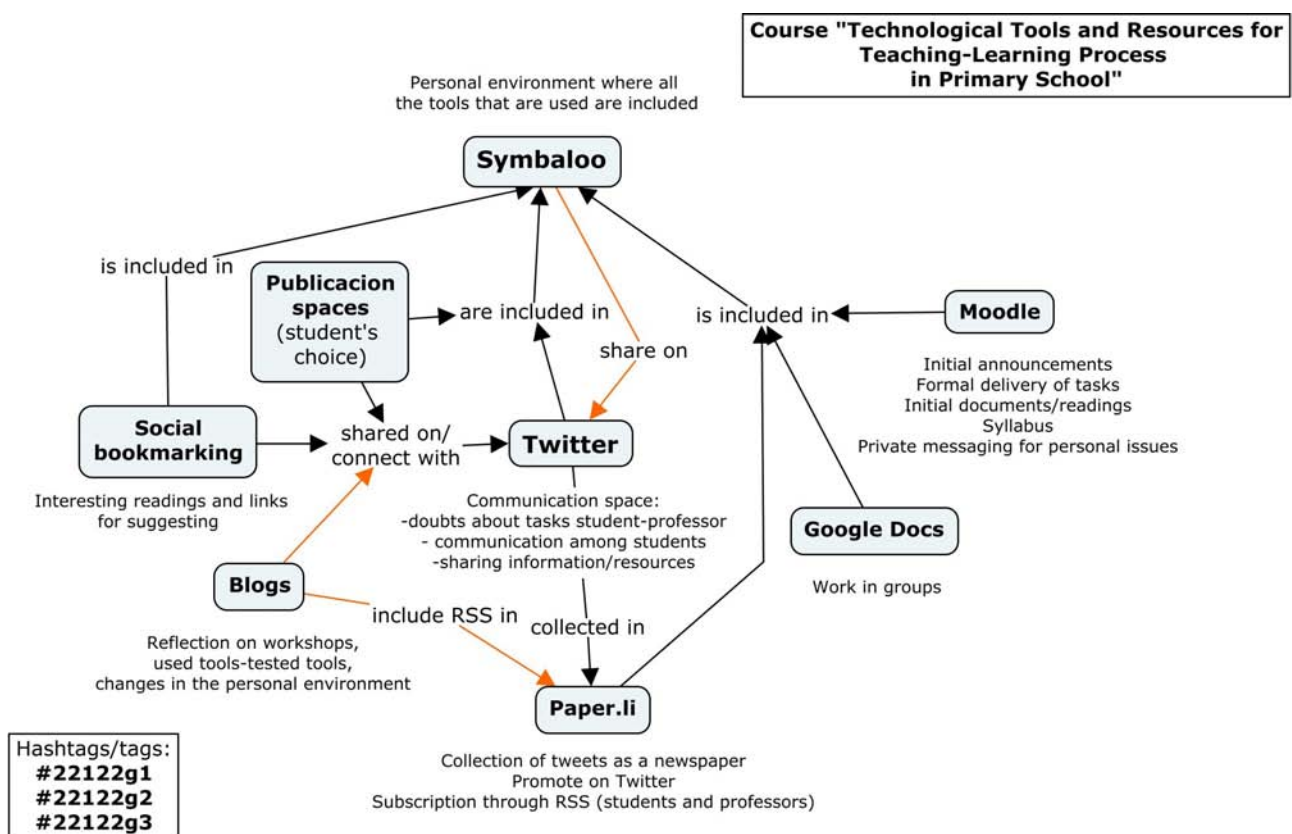 Course "Technological Tools and Resources for
Teaching-Learning Process
in Primary School"
Personal environment where all
the tools that are used are included
Symbaloo
is included in
Publicacion
spaces
(student's
choice)
are included in
share on
is included in
Moodle
Initial announcements
Formal delivery of tasks
Initial documents/readings
Syllabus
Private messaging for personal issues
Social
bookmarking
Interesting readings and links
for suggesting
shared on/
connect with
Twitter
Communication space:
-doubts about tasks student-professor
- communication among students
-sharing information/resources
Google Docs
Work in groups
Blogs
Reflection on workshops,
used tools-tested tools,
changes in the personal environment
include RSS in
collected in
Paper.li
Collection of tweets as a newspaper
Promote on Twitter
Subscription through RSS (students and professors)
Hashtags/tags:
#22122g1
#22122g2
#22122g3